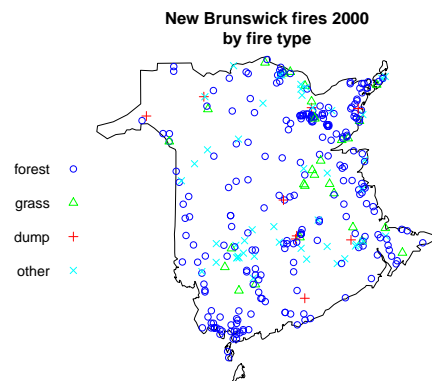 New Brunswick fires 2000
by fire type
forest
grass
dump
other